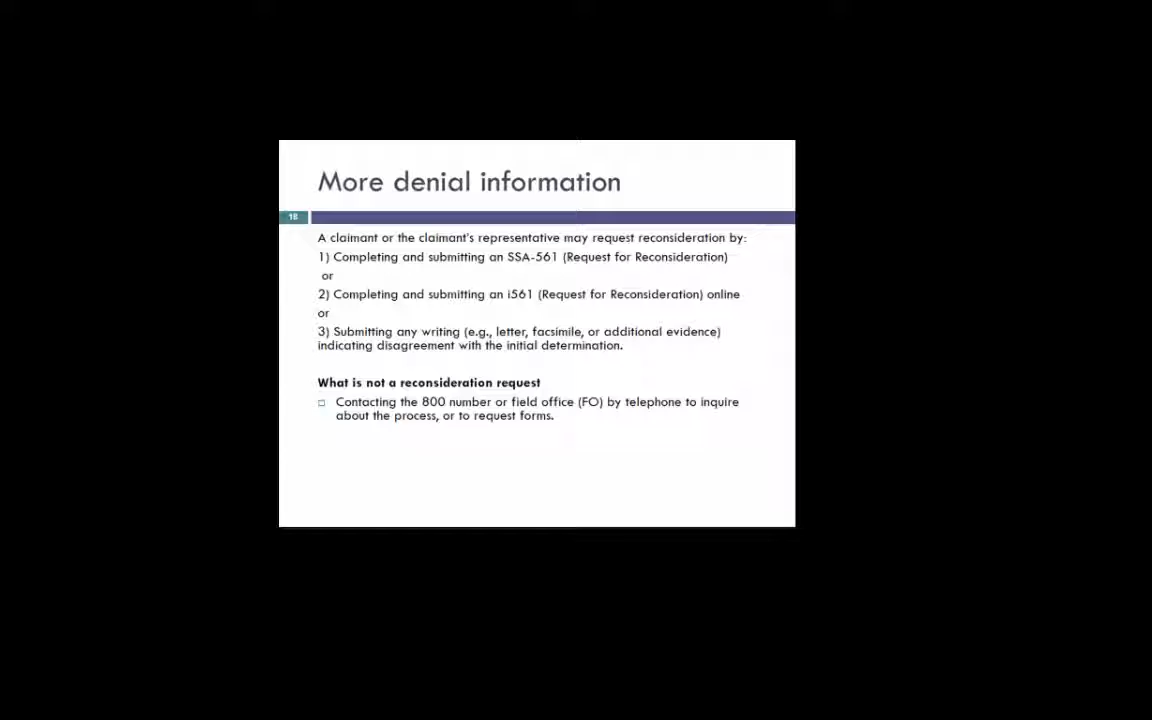 More denial information
18
A claimant or the claimant's representative may request reconsideration by:
1) Completing and submitting an SSA-561 (Request for Reconsideration)
or
2) Completing and submitting an i561 (Request for Reconsideration) online
or
3) Submitting any writing (e.g., letter, facsimile, or additional evidence)
indicating disagreement with the initial determination.
What is not a reconsideration request
Contacting the 800 number or field office (FO) by telephone to inquire
about the process, or to request forms.